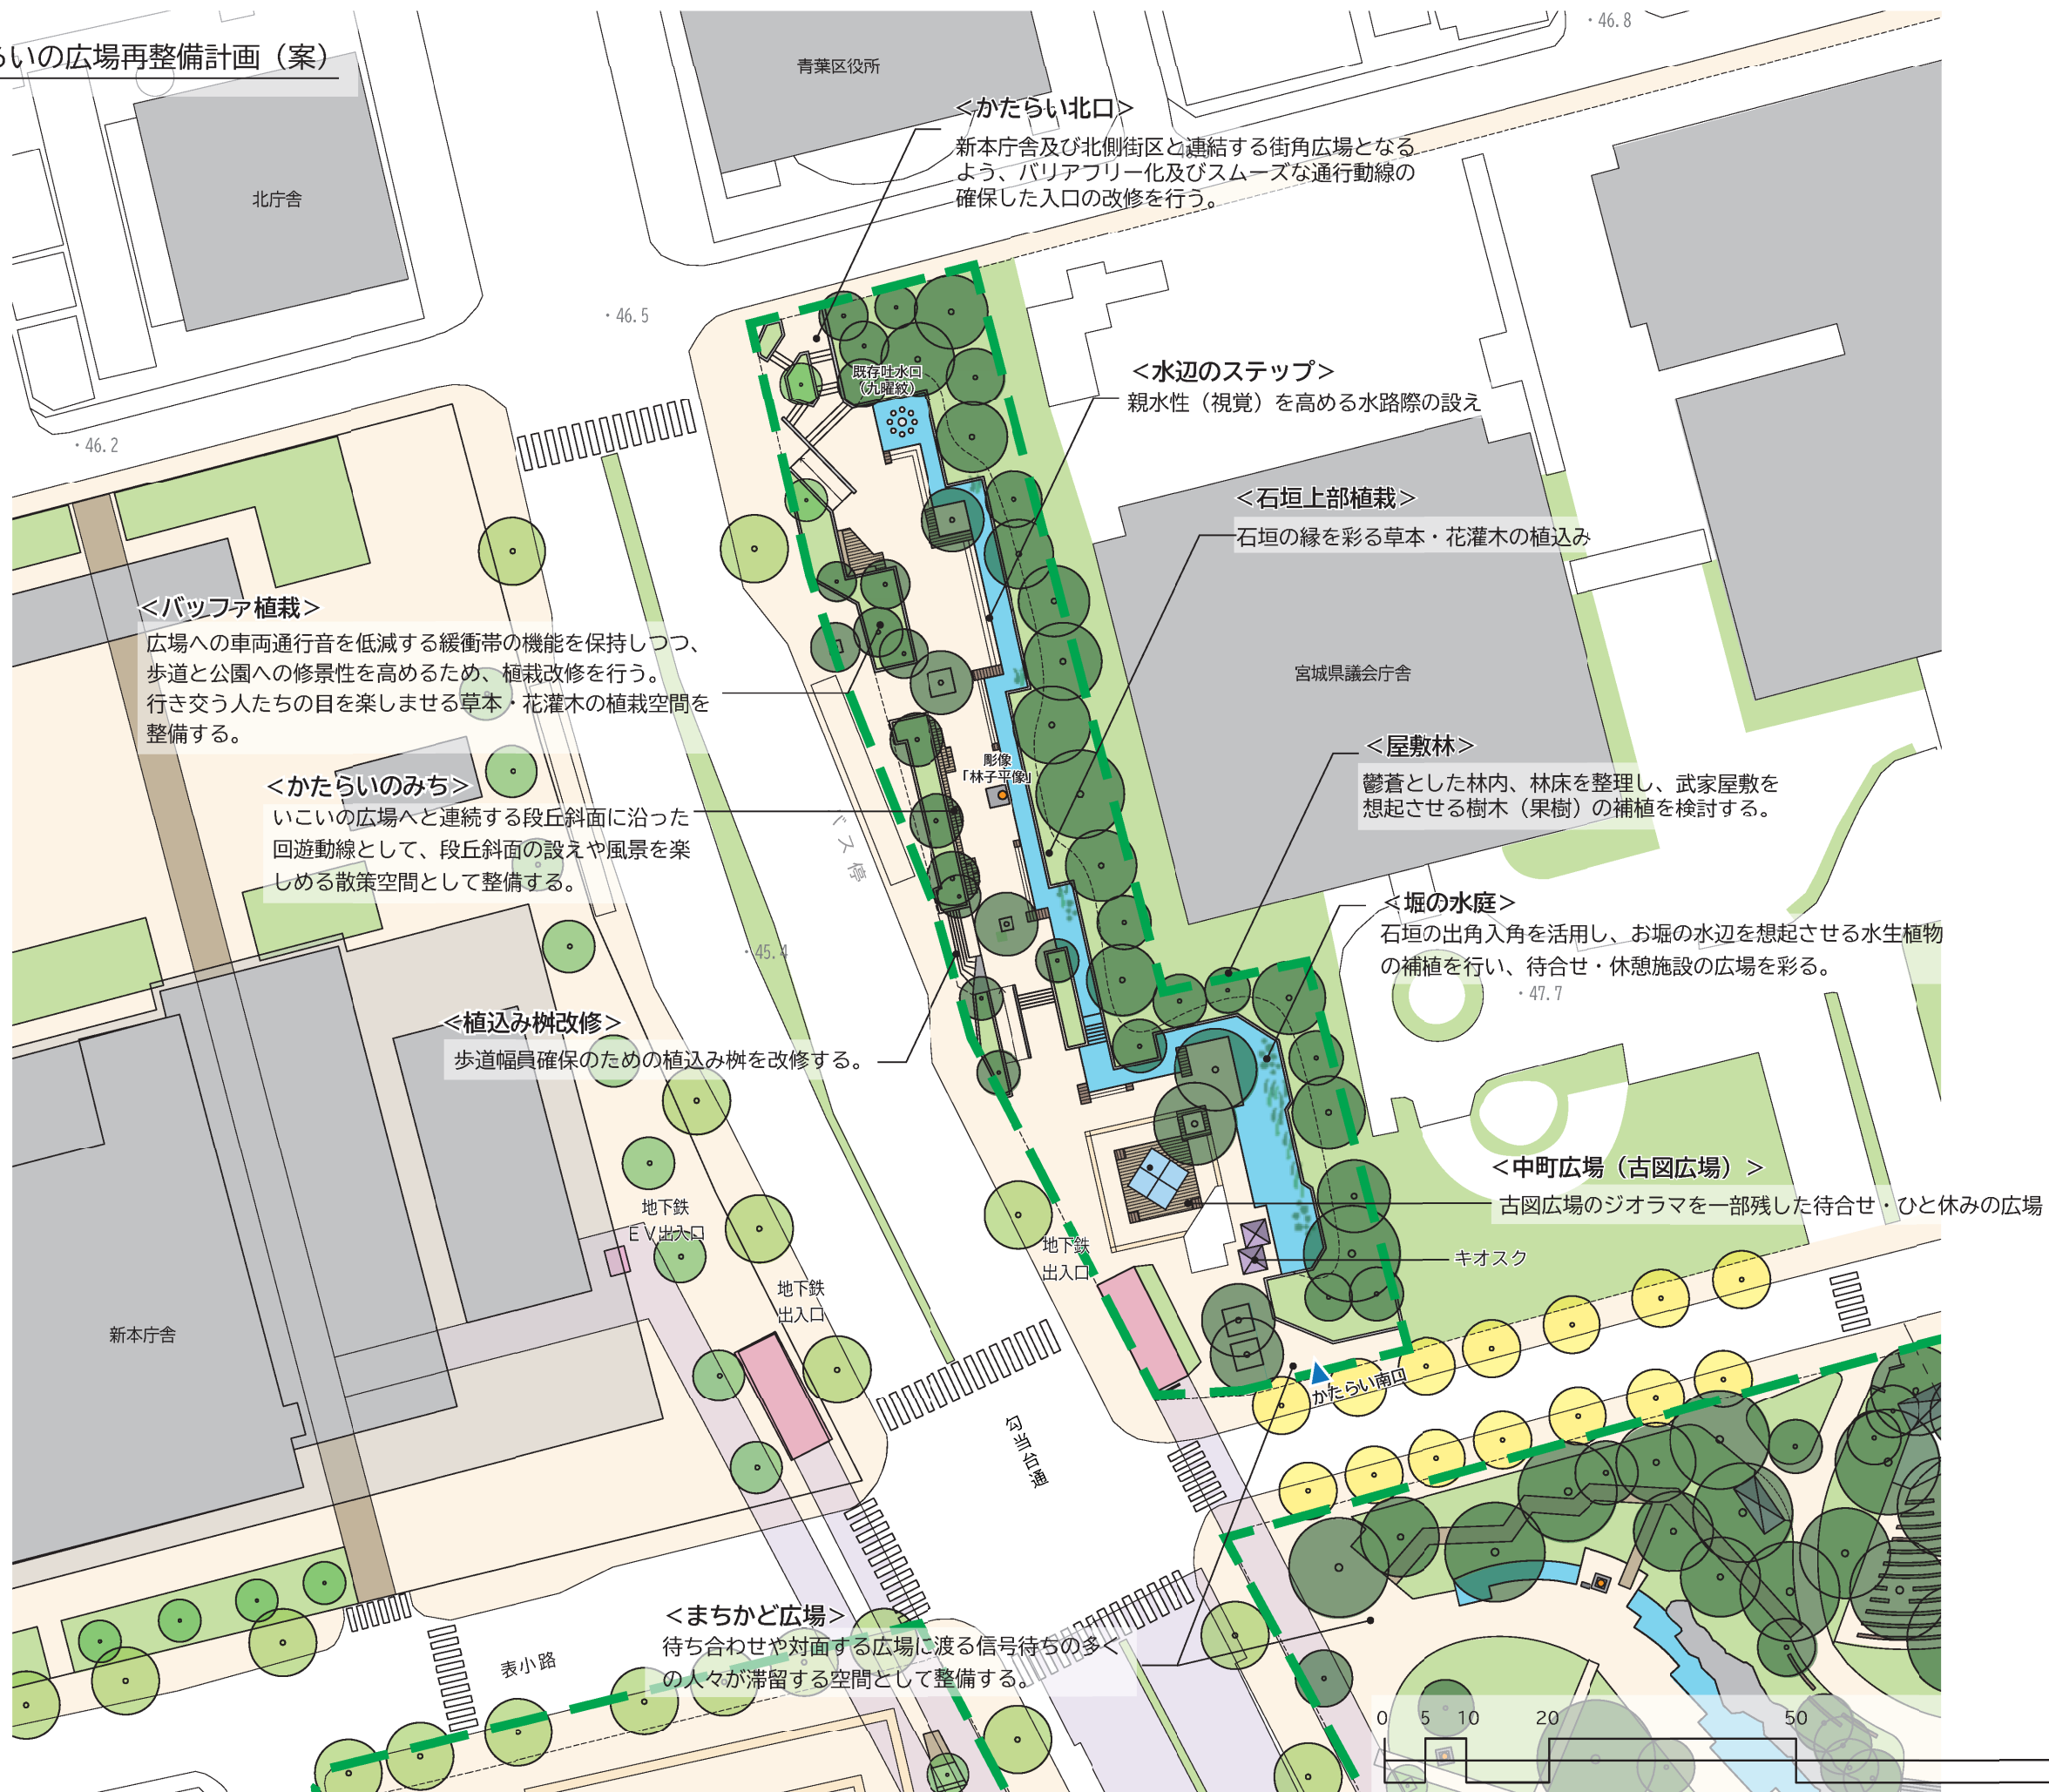 らいの広場再整備計画（案）
青葉区役所
・46.8
北庁舎
＜かたらい北口＞
新本庁舎及び北側街区と連結する街角広場となる
よう、バリアフリー化及びスムーズな通行動線の
確保した入口の改修を行う。
・46.5
・46.2
既存吐水口
（九曜紋）
＜水辺のステップ＞
親水性（視覚）を高める水路際の設え
＜石垣上部植栽＞
石垣の縁を彩る草本・花灌木の植込み
＜バッファ植栽＞
広場への車両通行音を低減する緩衝帯の機能を保持しつつ、
歩道と公園への修景性を高めるため、植栽改修を行う。
行き交う人たちの目を楽しませる草本・花灌木の植栽空間を
整備する。
宮城県議会庁舎
＜屋敷林＞
鬱蒼とした林内、林床を整理し、武家屋敷を
想起させる樹木（果樹）の補植を検討する。
彫像
「林子平像」
＜かたらいのみち＞
いこいの広場へと連続する段丘斜面に沿った
回遊動線として、段丘斜面の設えや風景を楽
しめる散策空間として整備する。
バス停
＜堀の水庭＞
石垣の出角入角を活用し、お堀の水辺を想起させる水生植物
の補植を行い、待合せ・休憩施設の広場を彩る。
・45.4
・47.7
＜植込み桝改修＞
歩道幅員確保のための植込み桝を改修する。
＜中町広場（古図広場）＞
古図広場のジオラマを一部残した待合せ・ひと休みの広場
地下鉄
ＥＶ出入口
地下鉄
出入口
キオスク
地下鉄
出入口
新本庁舎
かたらい南口
勾当台通
＜まちかど広場＞
待ち合わせや対面する広場に渡る信号待ちの多く
の人々が滞留する空間として整備する。
表小路
0 5 10 20 50